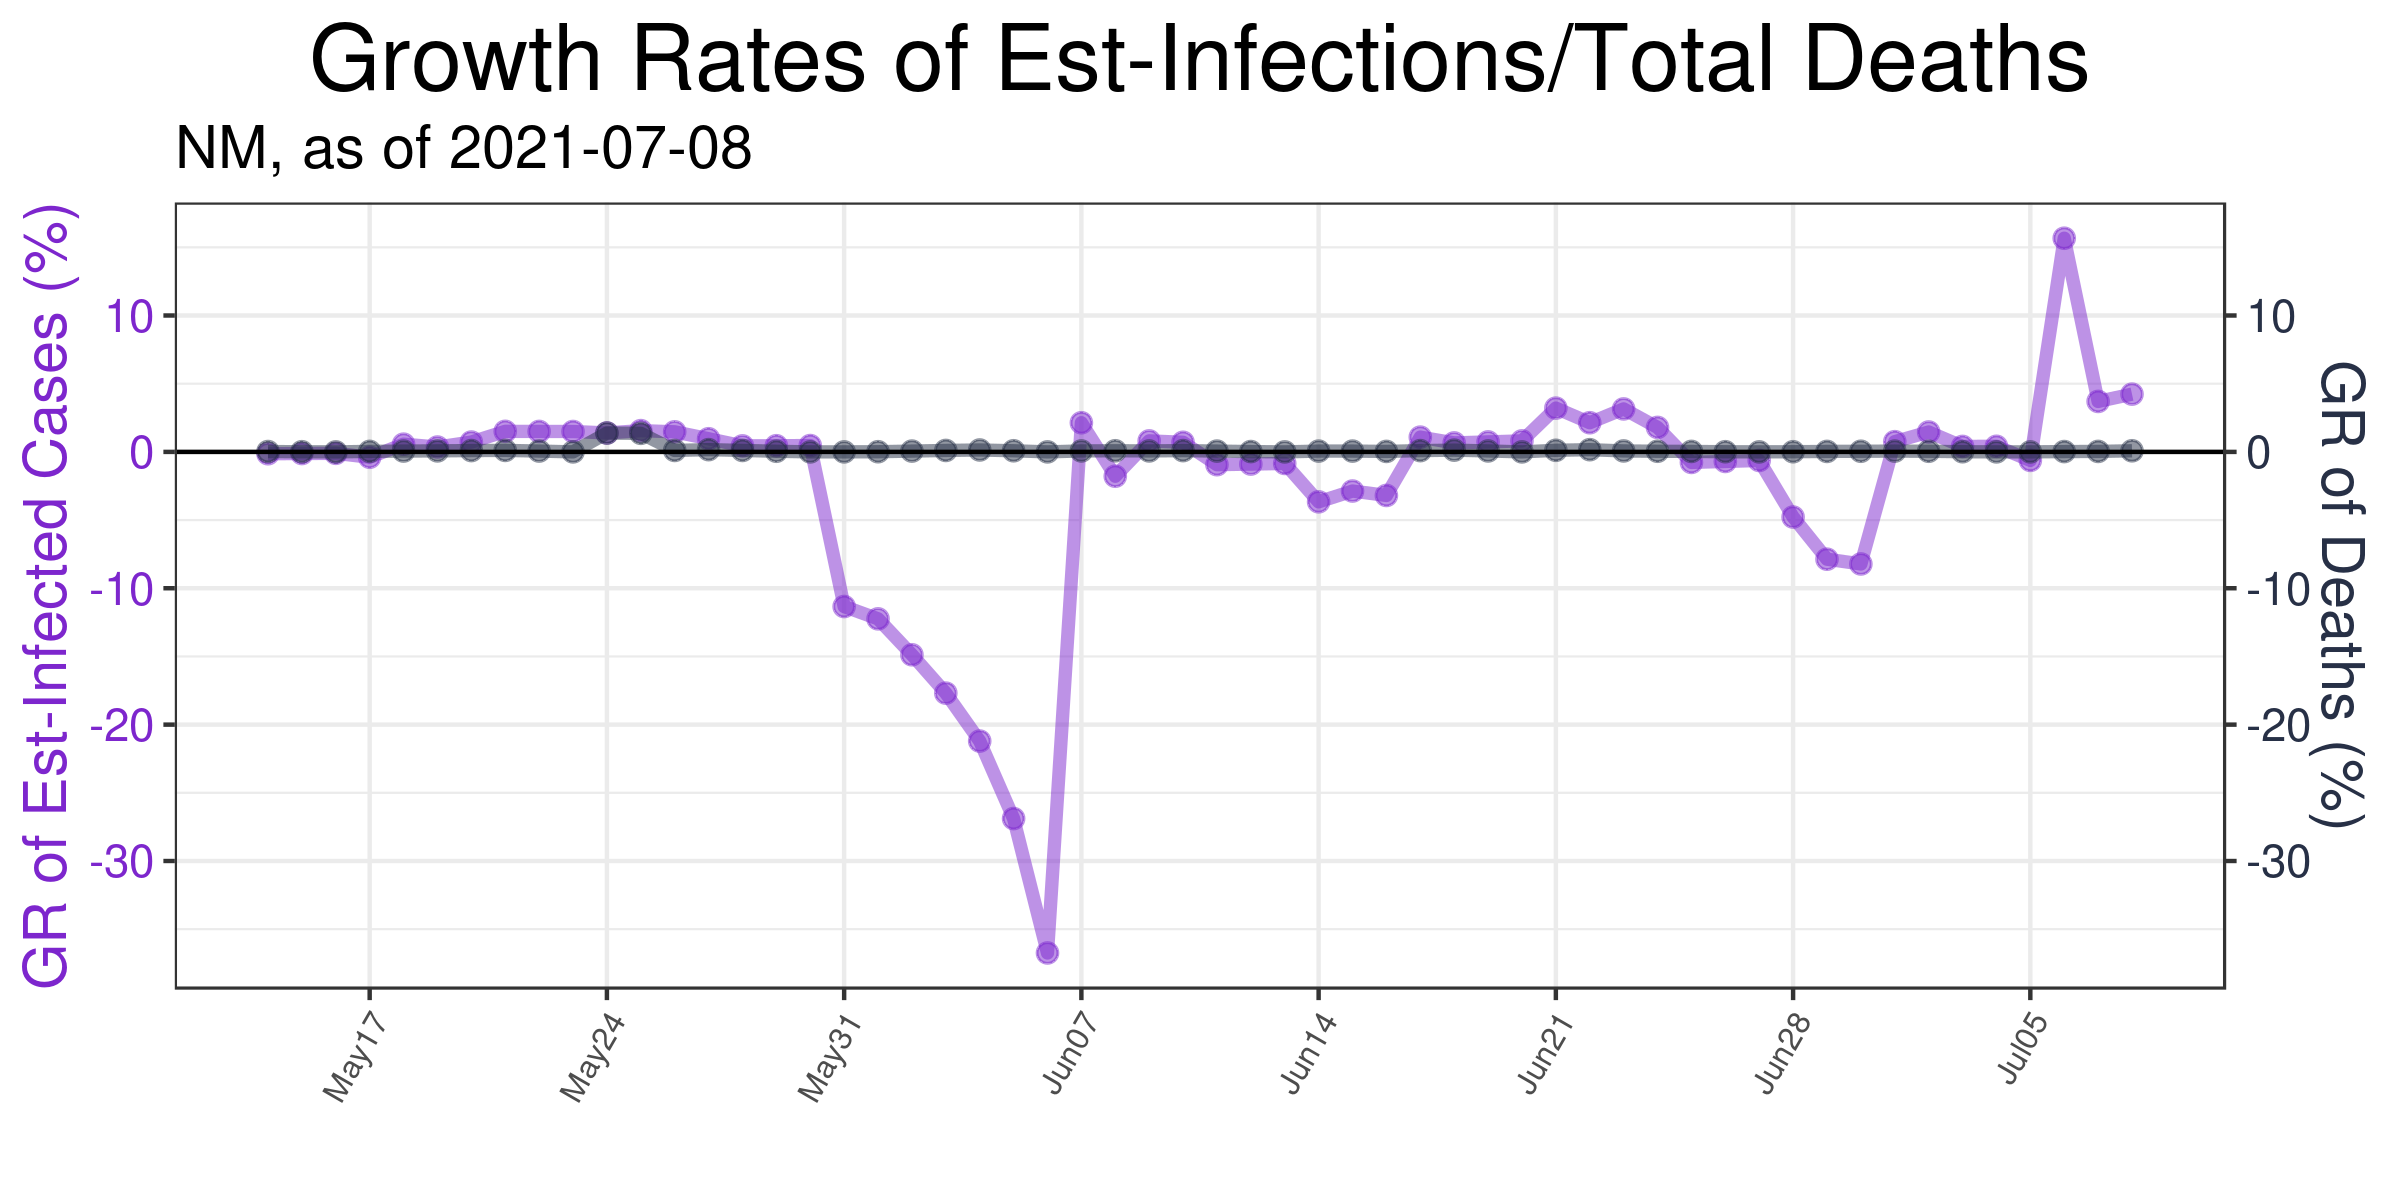 Growth Rates of Est-Infections/Total Deaths
NM, as of 2021-07-08
GR of Est-Infected Cases (%)
10
0
-10
-20
-30
10
0
-10
-20
-30
GR of Deaths (%)
May17
May24
May31
Jun07
Jun14
Jun21
Jun28
Jul05